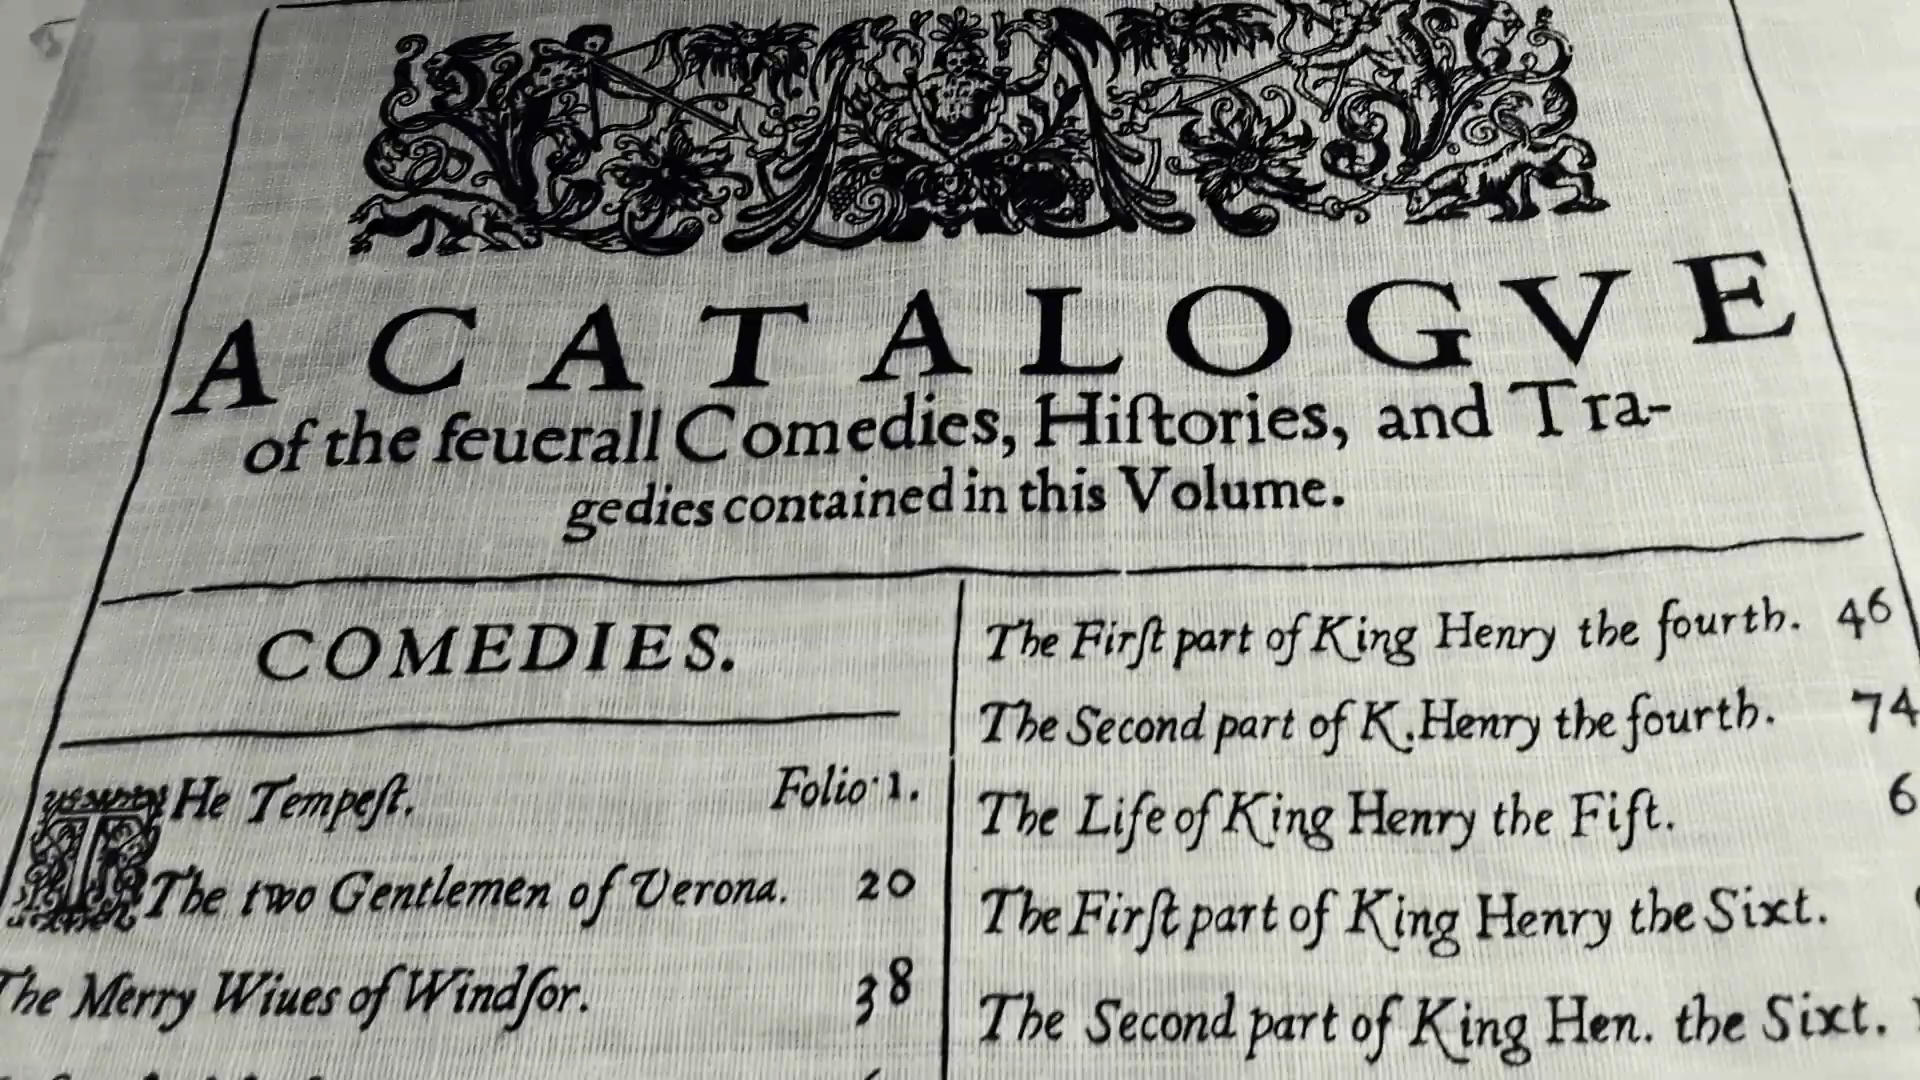 A CATALOGVE
of the ſeuerall Comedies, Hiſtories, and Tra-
gedies contained in this Volume.
COMEDIES.
THe Tempeſt. Folio 1.
The two Gentlemen of Verona. 20
The Merry Wiues of Windſor. 38
The Firſt part of King Henry the fourth. 46
The Second part of K. Henry the fourth. 74
The Life of King Henry the Fift. 6
The Firſt part of King Henry the Sixt.
The Second part of King Hen. the Sixt.